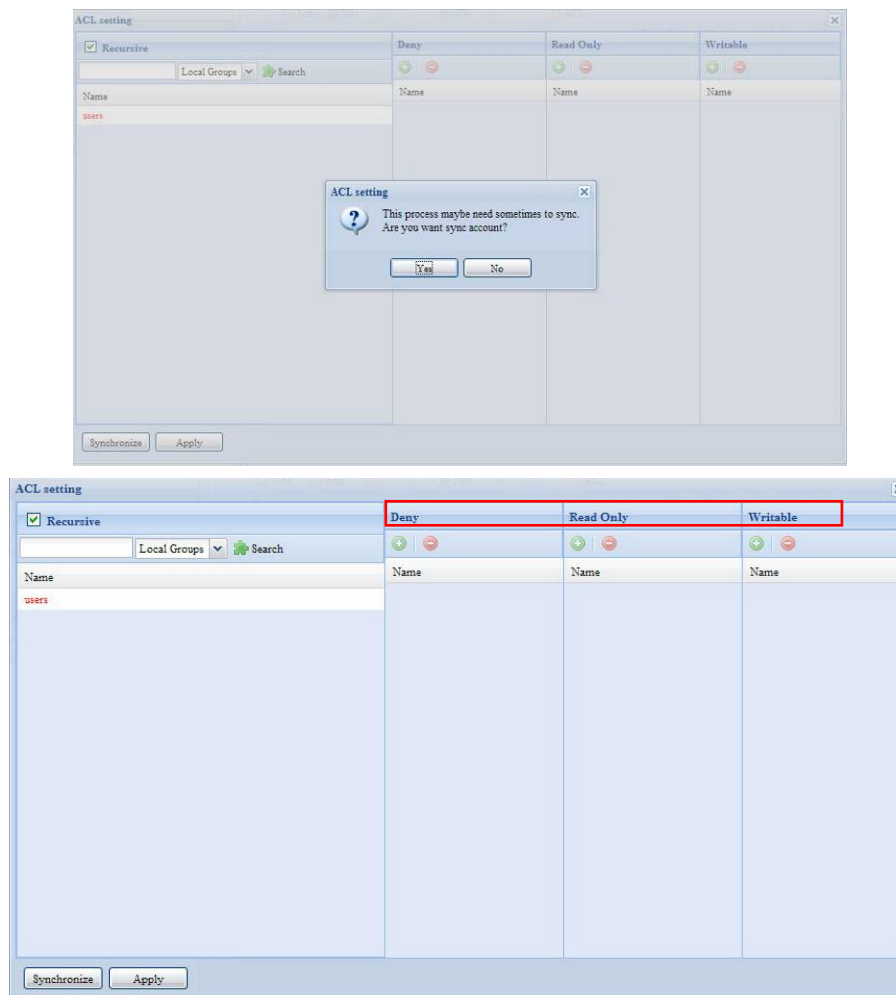 ACL setting
Recursive Deny Read Only Writable
Local Groups Search
Name Name Name Name
users
ACL setting
This process maybe need sometimes to sync.
Are you want sync account?
Yes No
Synchronize Apply
ACL setting
Recursive Deny Read Only Writable
Local Groups Search
Name Name Name Name
users
Synchronize Apply